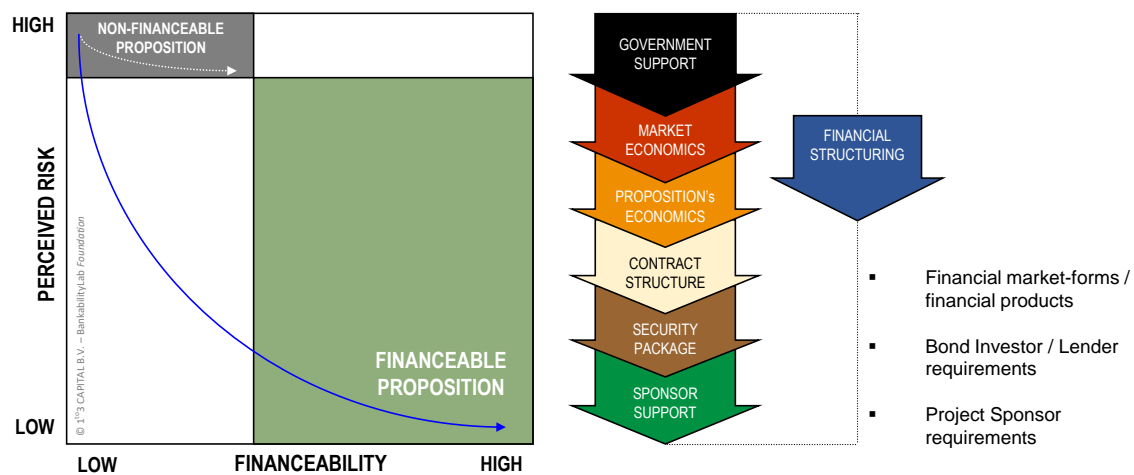 HIGH
NON-FINANCEABLE
PROPOSITION
PERCEIVED RISK
© 1to3 CAPITAL B.V. – BankabilityLab Foundation
FINANCEABLE
PROPOSITION
LOW
LOW
FINANCEABILITY
HIGH
GOVERNMENT
SUPPORT
MARKET
ECONOMICS
PROPOSITION's
ECONOMICS
CONTRACT
STRUCTURE
SECURITY
PACKAGE
SPONSOR
SUPPORT
FINANCIAL
STRUCTURING
▪ Financial market-forms /
financial products
▪ Bond Investor / Lender
requirements
▪ Project Sponsor
requirements